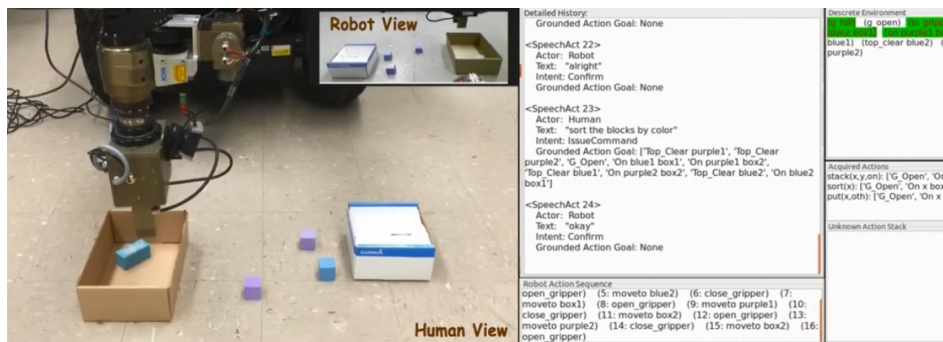 Robot View
Human View
Detailed History:
Grounded Action Goal: None
<SpeechAct 22>
Actor: Robot
Text: "alright"
Intent: Confirm
Grounded Action Goal: None
<SpeechAct 23>
Actor: Human
Text: "sort the blocks by color"
Intent: IssueCommand
Grounded Action Goal: ['Top_Clear purple1', 'Top_Clear
purple2', 'G_Open', 'On blue1 box1', 'On purple1 box2',
'Top_Clear blue1', 'On purple2 box2', 'Top_Clear blue2', 'On blue2
box1']
<SpeechAct 24>
Actor: Robot
Text: "okay"
Intent: Confirm
Grounded Action Goal: None
Robot Action Sequence
open_gripper) (5: moveto blue2) (6: close_gripper) (7:
moveto box1) (8: open_gripper) (9: moveto purple1) (10:
close_gripper) (11: moveto box2) (12: open_gripper) (13:
moveto purple2) (14: close_gripper) (15: moveto box2) (16:
open_gripper)
Descrete Environment
(g_full) (g_open)
blue1) (top_clear blue2) (
purple2)
Acquired Actions
stack(x,y,on): ['G_Open', 'Or
sort(x): ['G_Open', 'On x box
put(x,oth): ['G_Open', 'On x
Unknown Action Stack